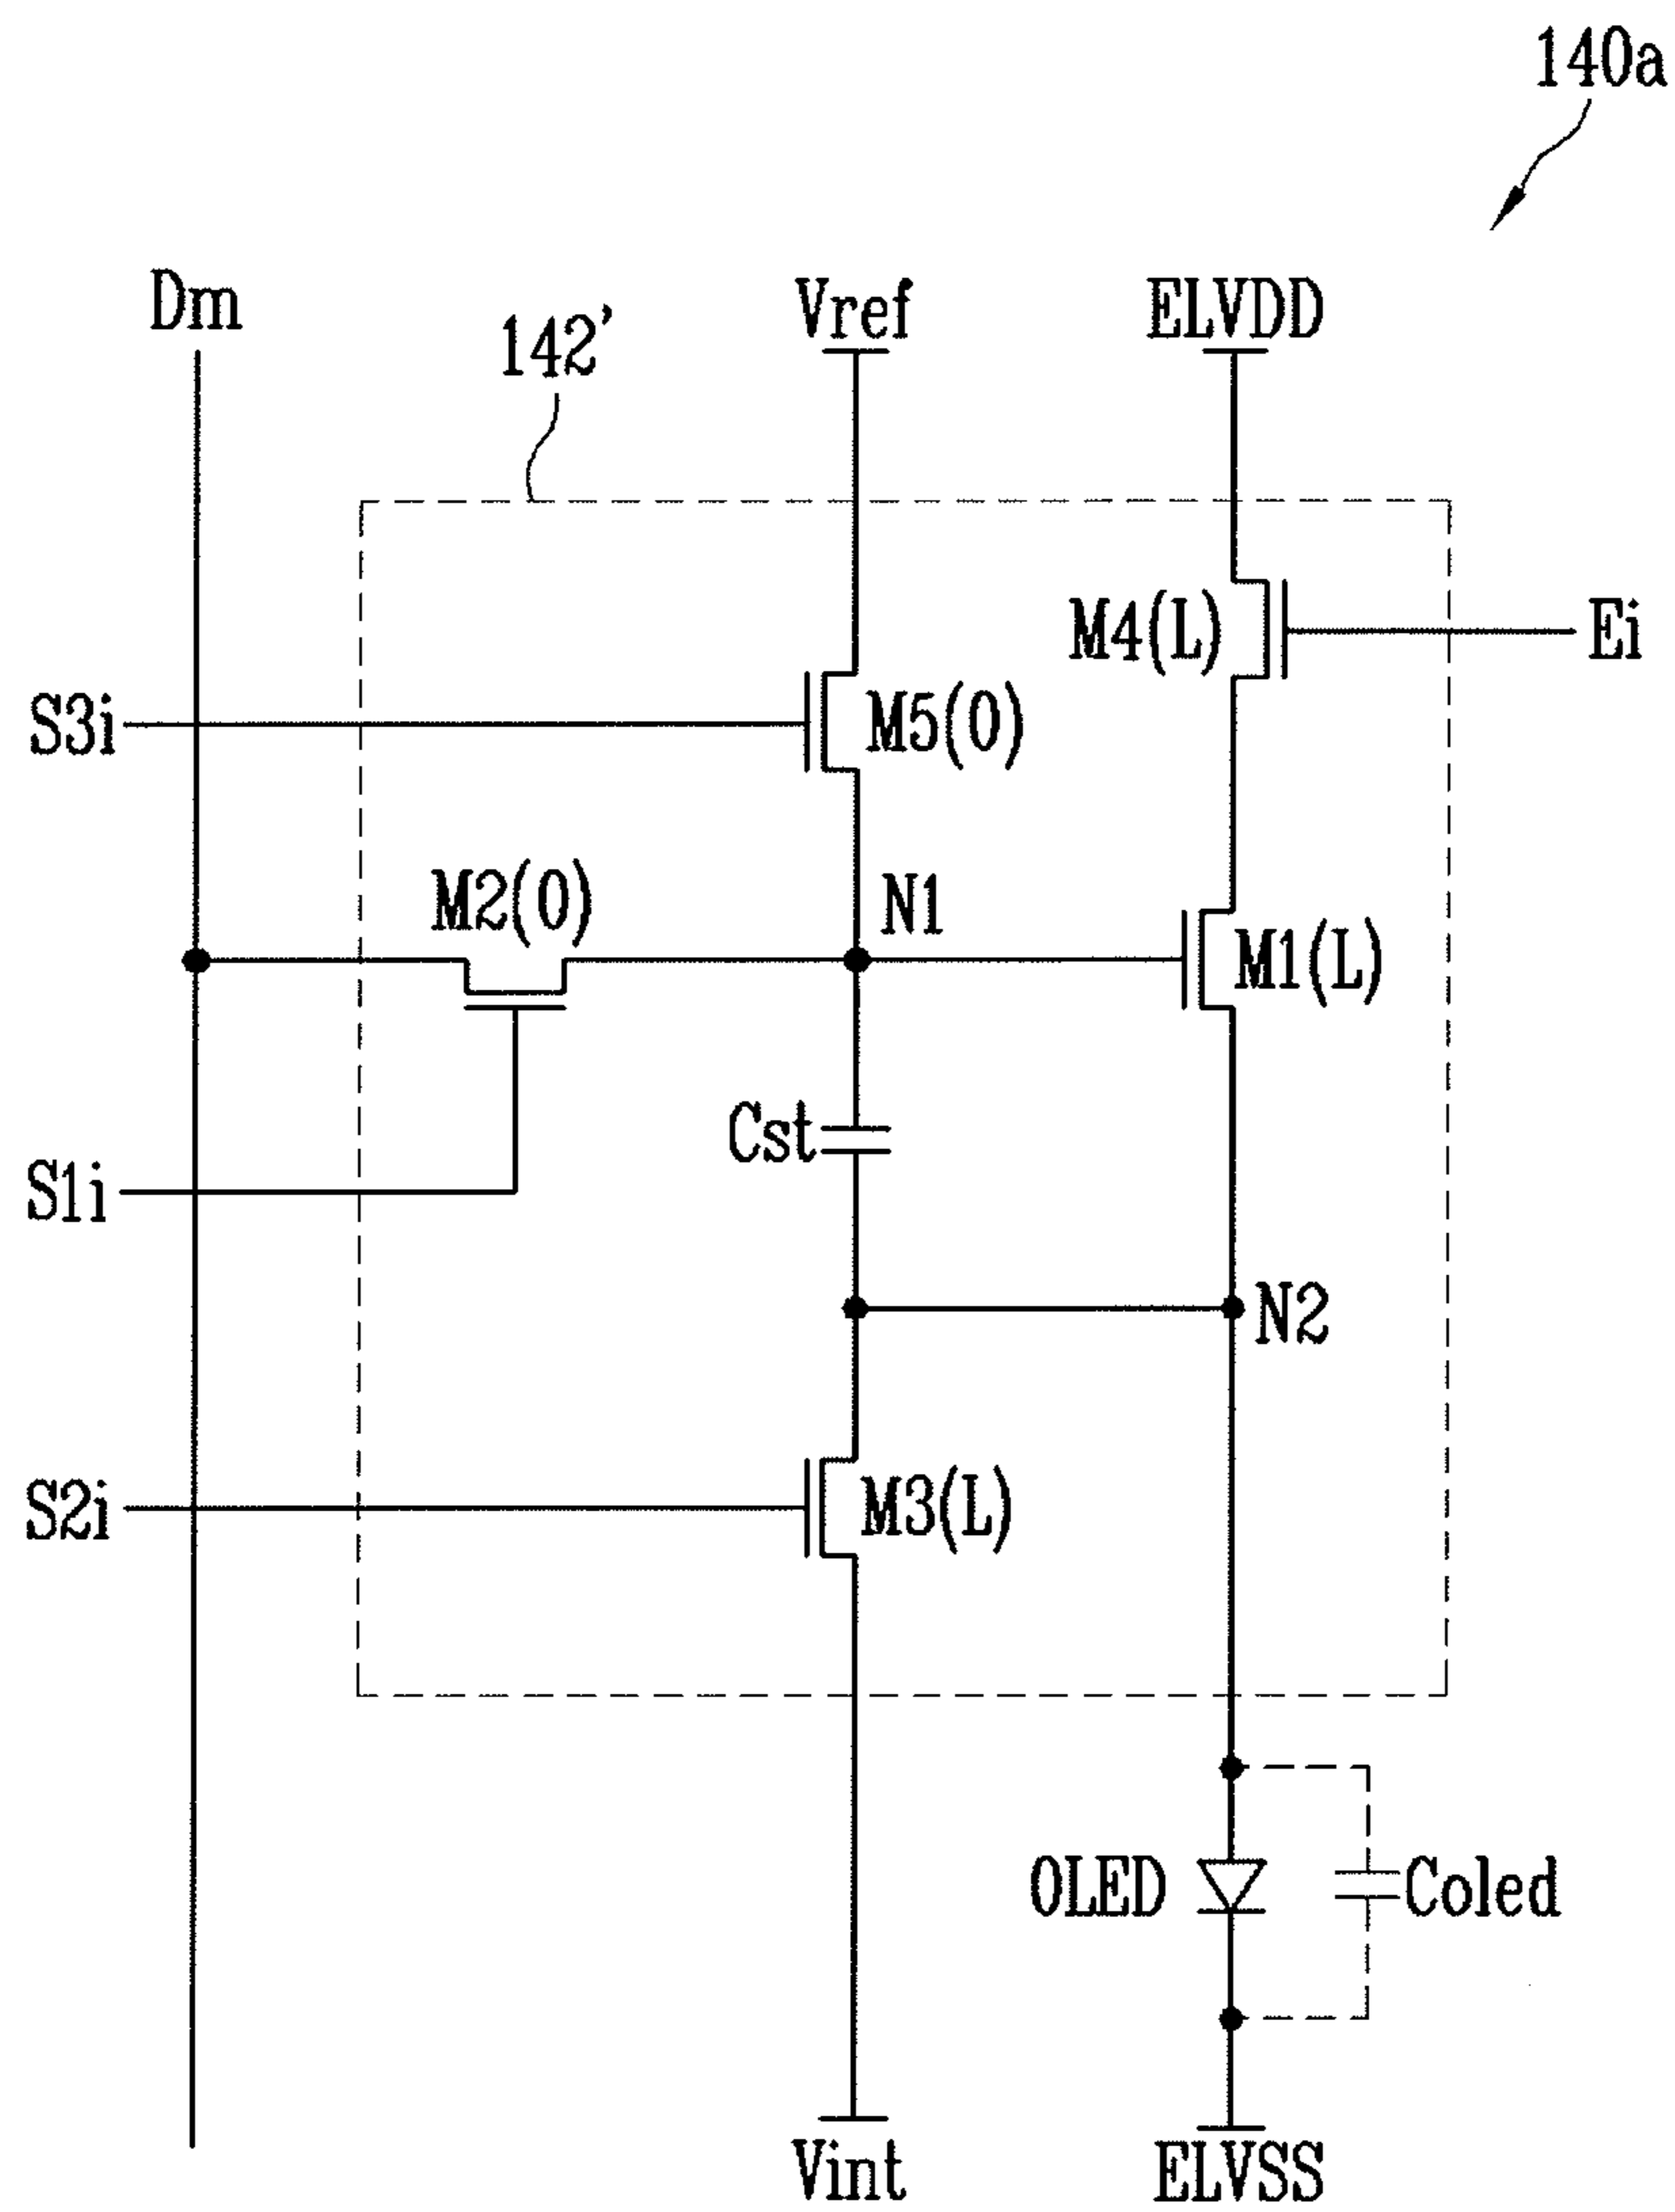 140a
Dm
Vref
ELVDD
142'
M4(L)
Ei
S3i
M5(O)
M2(O)
N1
M1(L)
Cst
S1i
N2
S2i
M3(L)
OLED
Coled
Vint
ELVSS